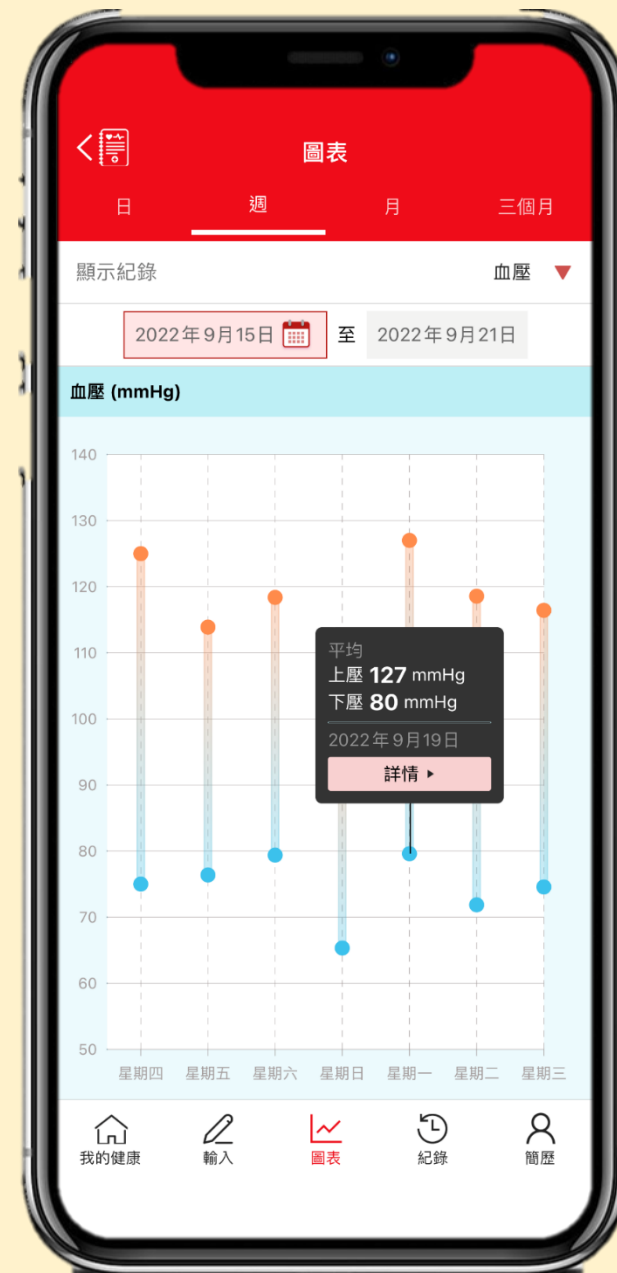 圖表
日 週 月 三個月
顯示紀錄 血壓
2022年9月15日 至 2022年9月21日
血壓 (mmHg)
140
130
120
110
100
90
80
70
60
50
平均
上壓 127 mmHg
下壓 80 mmHg
2022年9月19日
詳情
星期四 星期五 星期六 星期日 星期一 星期二 星期三
我的健康 輸入 圖表 紀錄 簡歷